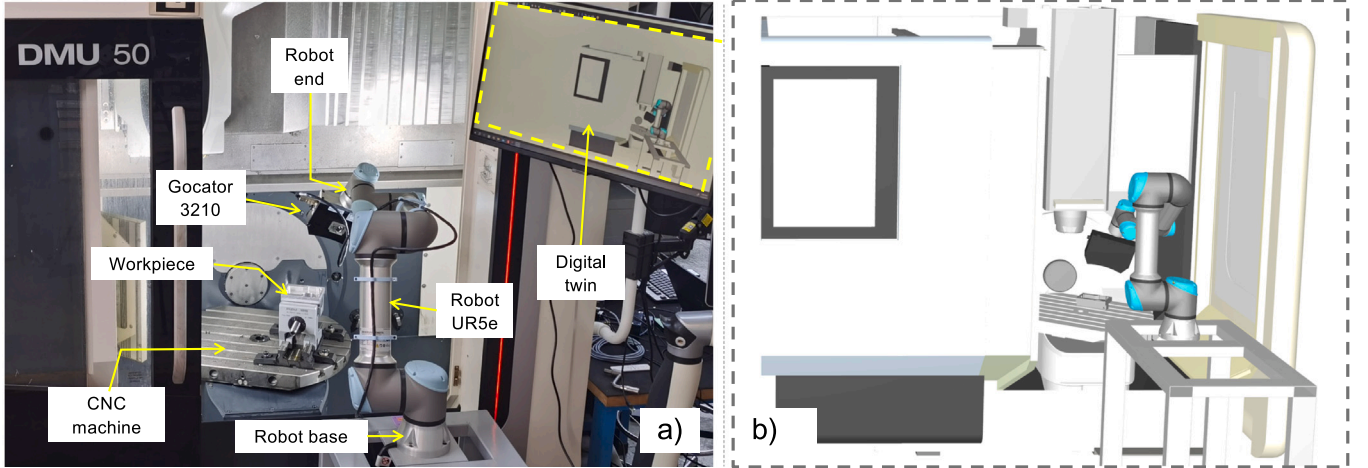 DMU 50
Robot
end
Gocator
3210
Workpiece
Robot
UR5e
Digital
twin
CNC
machine
Robot base
a)
b)